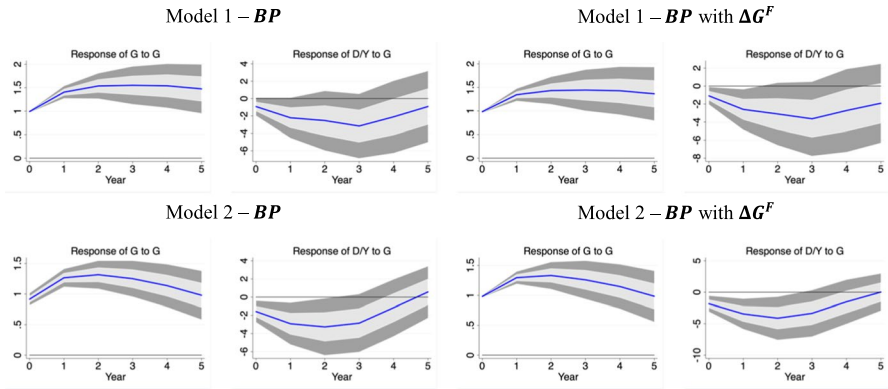 Model 1 – BP
Model 1 – BP with ΔG^F
Response of G to G
2
1.5
1
.5
0
0 1 2 3 4 5
Year
Response of D/Y to G
4
2
0
-2
-4
-6
0 1 2 3 4 5
Year
Response of G to G
2
1.5
1
.5
0
0 1 2 3 4 5
Year
Response of D/Y to G
2
0
-2
-4
-6
-8
0 1 2 3 4 5
Year
Model 2 – BP
Model 2 – BP with ΔG^F
Response of G to G
1.5
1
.5
0
0 1 2 3 4 5
Year
Response of D/Y to G
4
2
0
-2
-4
-6
0 1 2 3 4 5
Year
Response of G to G
1.5
1
.5
0
0 1 2 3 4 5
Year
Response of D/Y to G
5
0
-5
-10
0 1 2 3 4 5
Year